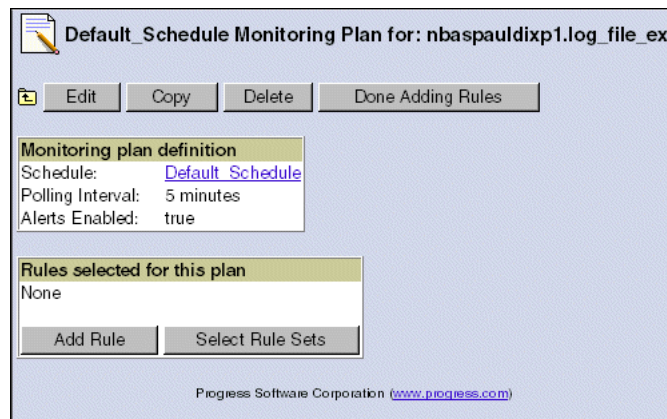 Default_Schedule Monitoring Plan for: nbaspauldixp1.log_file_ex
Edit Copy Delete Done Adding Rules
Monitoring plan definition
Schedule: Default_Schedule
Polling Interval: 5 minutes
Alerts Enabled: true
Rules selected for this plan
None
Add Rule Select Rule Sets
Progress Software Corporation (www.progress.com)